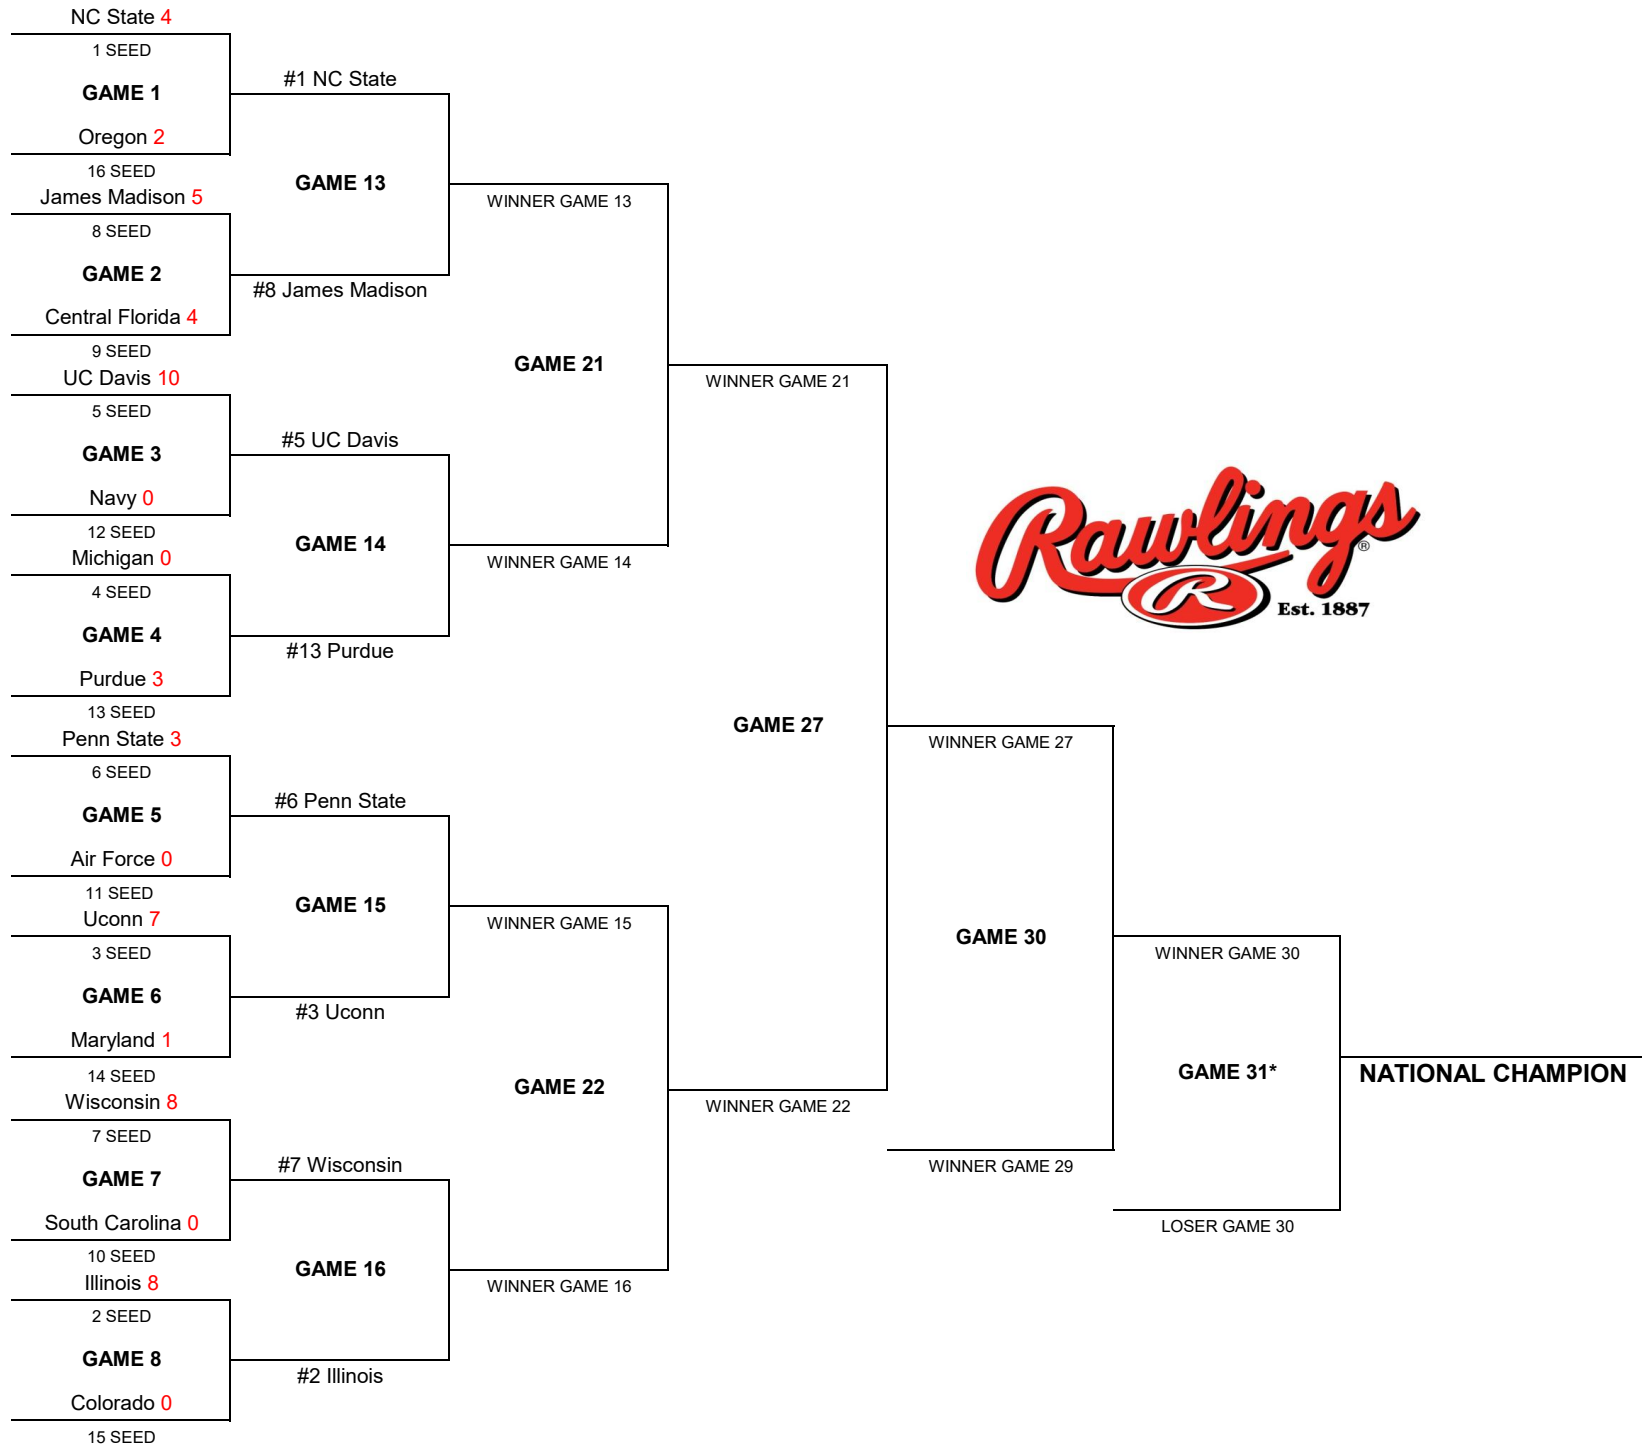 NC State 4
1 SEED
GAME 1
Oregon 2
16 SEED
James Madison 5
8 SEED
GAME 2
Central Florida 4
9 SEED
UC Davis 10
5 SEED
GAME 3
Navy 0
12 SEED
Michigan 0
4 SEED
GAME 4
Purdue 3
13 SEED
Penn State 3
6 SEED
GAME 5
Air Force 0
11 SEED
Uconn 7
3 SEED
GAME 6
Maryland 1
14 SEED
Wisconsin 8
7 SEED
GAME 7
South Carolina 0
10 SEED
Illinois 8
2 SEED
GAME 8
Colorado 0
15 SEED
#1 NC State
GAME 13
#8 James Madison
#5 UC Davis
GAME 14
#13 Purdue
#6 Penn State
GAME 15
#3 Uconn
#7 Wisconsin
GAME 16
#2 Illinois
WINNER GAME 13
GAME 21
WINNER GAME 14
WINNER GAME 15
GAME 22
WINNER GAME 16
WINNER GAME 21
GAME 27
WINNER GAME 22
Rawlings®
R
Est. 1887
WINNER GAME 27
GAME 30
WINNER GAME 29
WINNER GAME 30
GAME 31*
LOSER GAME 30
NATIONAL CHAMPION